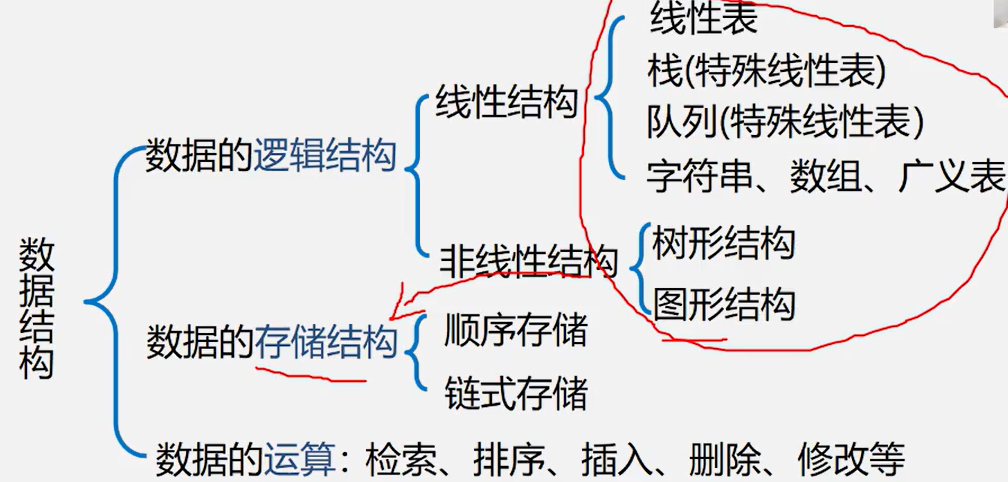 数据结构
数据的逻辑结构
线性结构
线性表
栈(特殊线性表)
队列(特殊线性表）
字符串、数组、广义表
非线性结构
树形结构
图形结构
数据的存储结构
顺序存储
链式存储
数据的运算：检索、排序、插入、删除、修改等